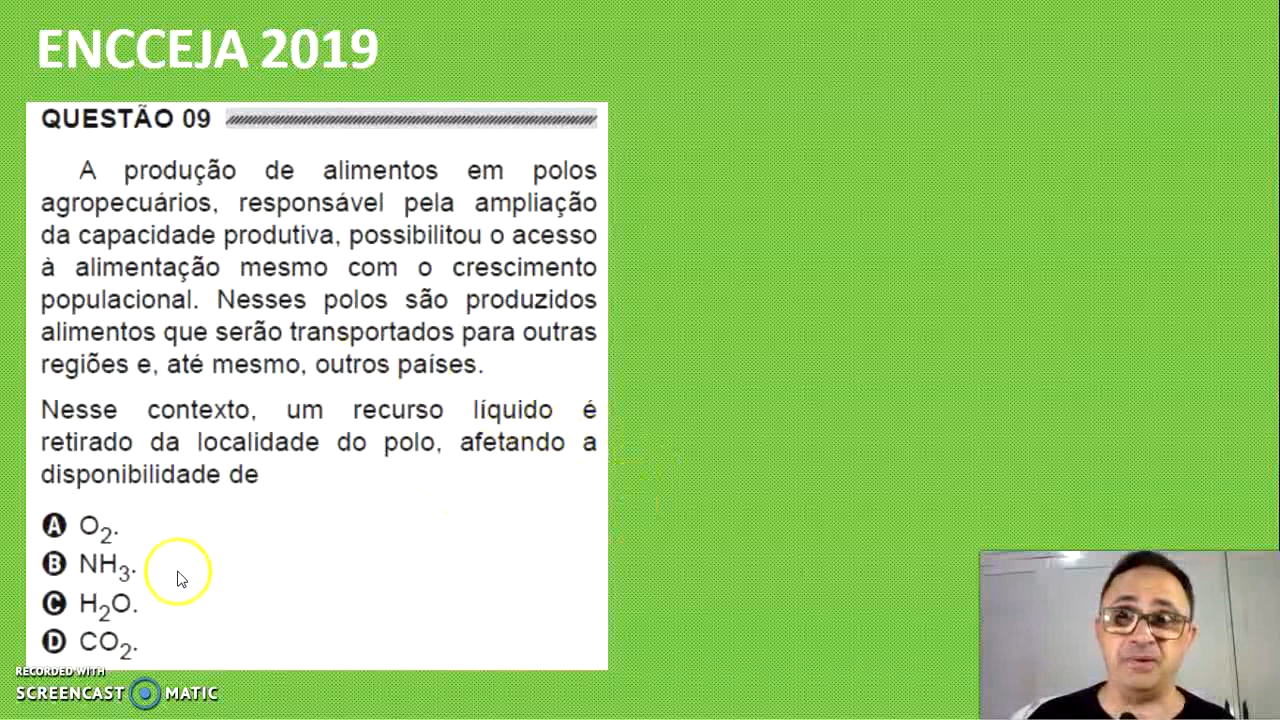 ENCCEJA 2019
QUESTÃO 09
A produção de alimentos em polos
agropecuários, responsável pela ampliação
da capacidade produtiva, possibilitou o acesso
à alimentação mesmo com o crescimento
populacional. Nesses polos são produzidos
alimentos que serão transportados para outras
regiões e, até mesmo, outros países.
Nesse contexto, um recurso líquido é
retirado da localidade do polo, afetando a
disponibilidade de
A O₂.
B NH₃.
C H₂O.
D CO₂.
RECORDED WITH
SCREENCAST MATIC